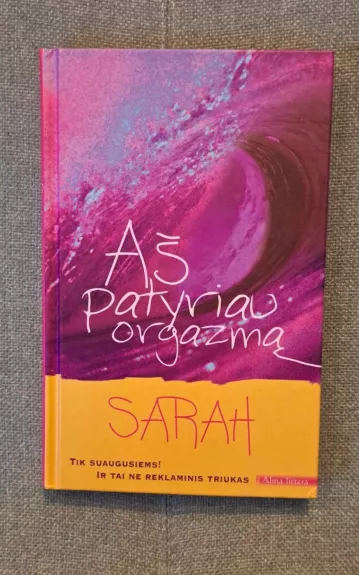 Aš
patyriau
orgazmą
SARAH
TIK SUAUGUSIEMS!
IR TAI NE REKLAMINIS TRIUKAS
Alma littera